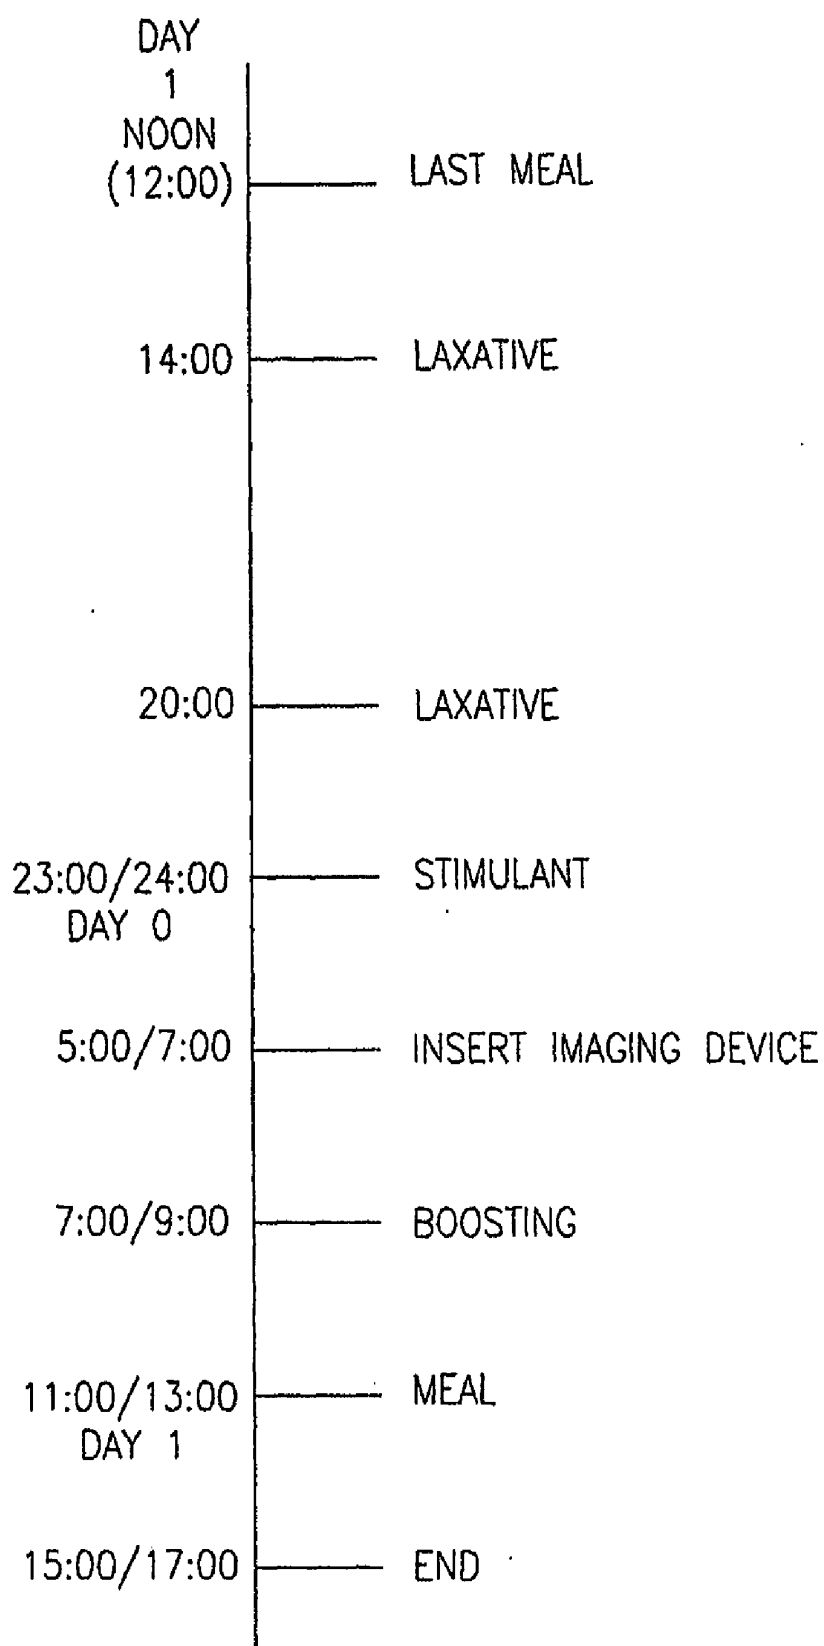 DAY
1
NOON
(12:00) LAST MEAL
14:00 LAXATIVE
20:00 LAXATIVE
23:00/24:00 STIMULANT
DAY 0
5:00/7:00 INSERT IMAGING DEVICE
7:00/9:00 BOOSTING
11:00/13:00 MEAL
DAY 1
15:00/17:00 END